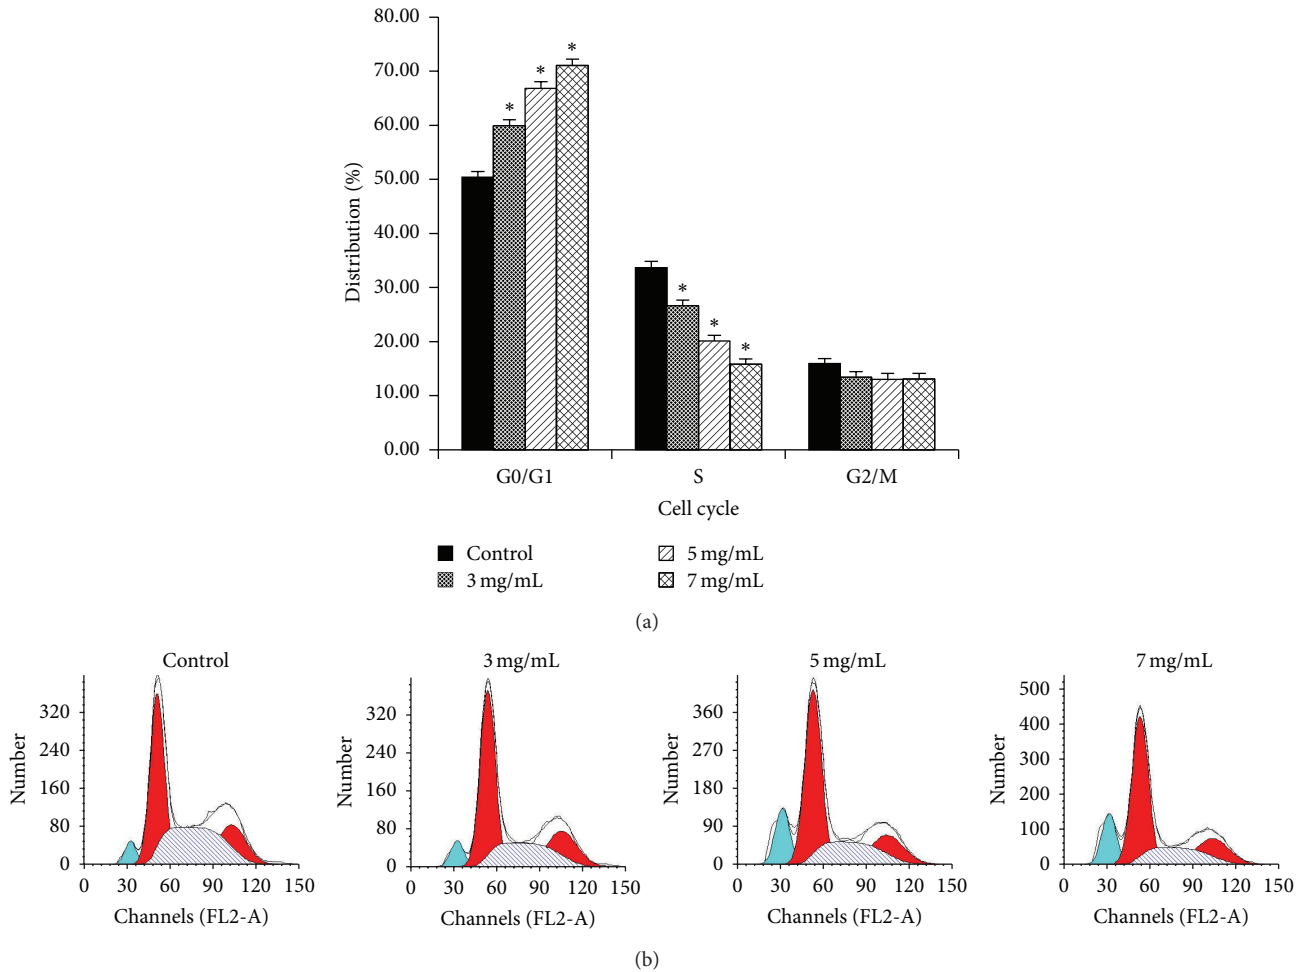 80.00
70.00
60.00
50.00
40.00
30.00
20.00
10.00
0.00
Distribution (%)
* * *
* * *
G0/G1 S G2/M
Cell cycle
Control 5 mg/mL
3 mg/mL 7 mg/mL
(a)
Control
320
240
160
80
0
Number
0 30 60 90 120 150
Channels (FL2-A)
3 mg/mL
320
240
160
80
0
Number
0 30 60 90 120 150
Channels (FL2-A)
5 mg/mL
360
270
180
90
0
Number
0 30 60 90 120 150
Channels (FL2-A)
7 mg/mL
500
400
300
200
100
0
Number
0 30 60 90 120 150
Channels (FL2-A)
(b)